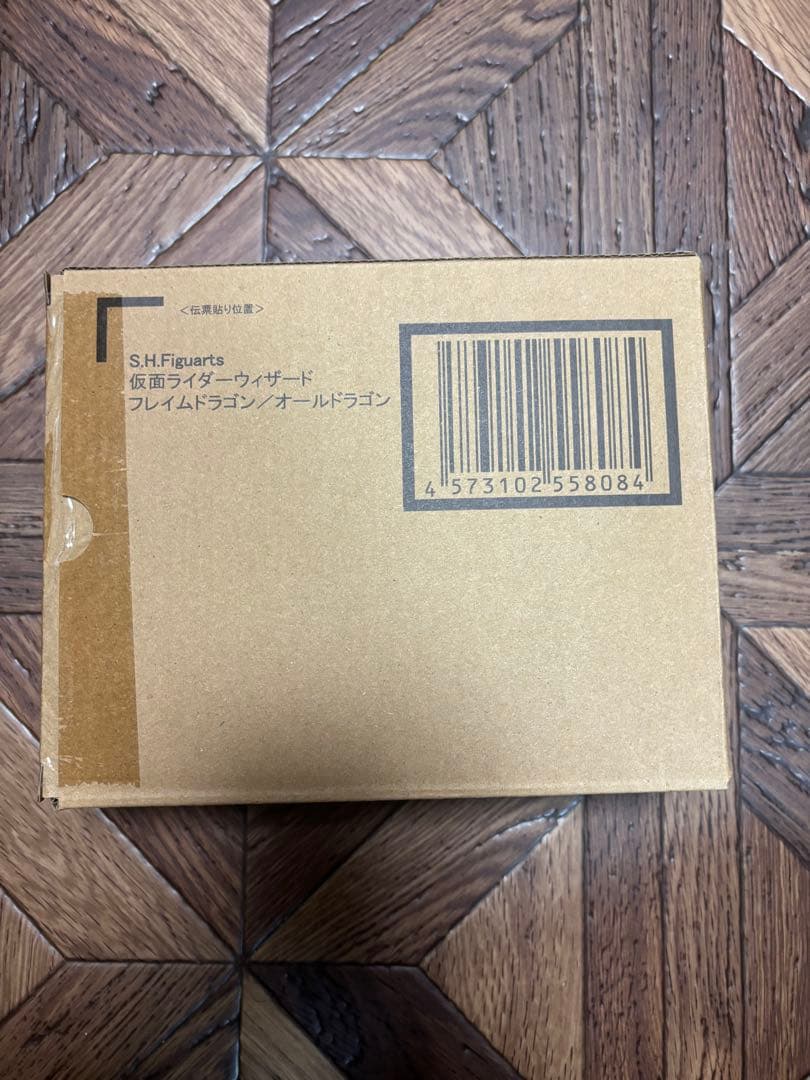 ＜伝票貼り位置＞
S.H.Figuarts
仮面ライダーウィザード
フレイムドラゴン／オールドラゴン
4 573102 558084